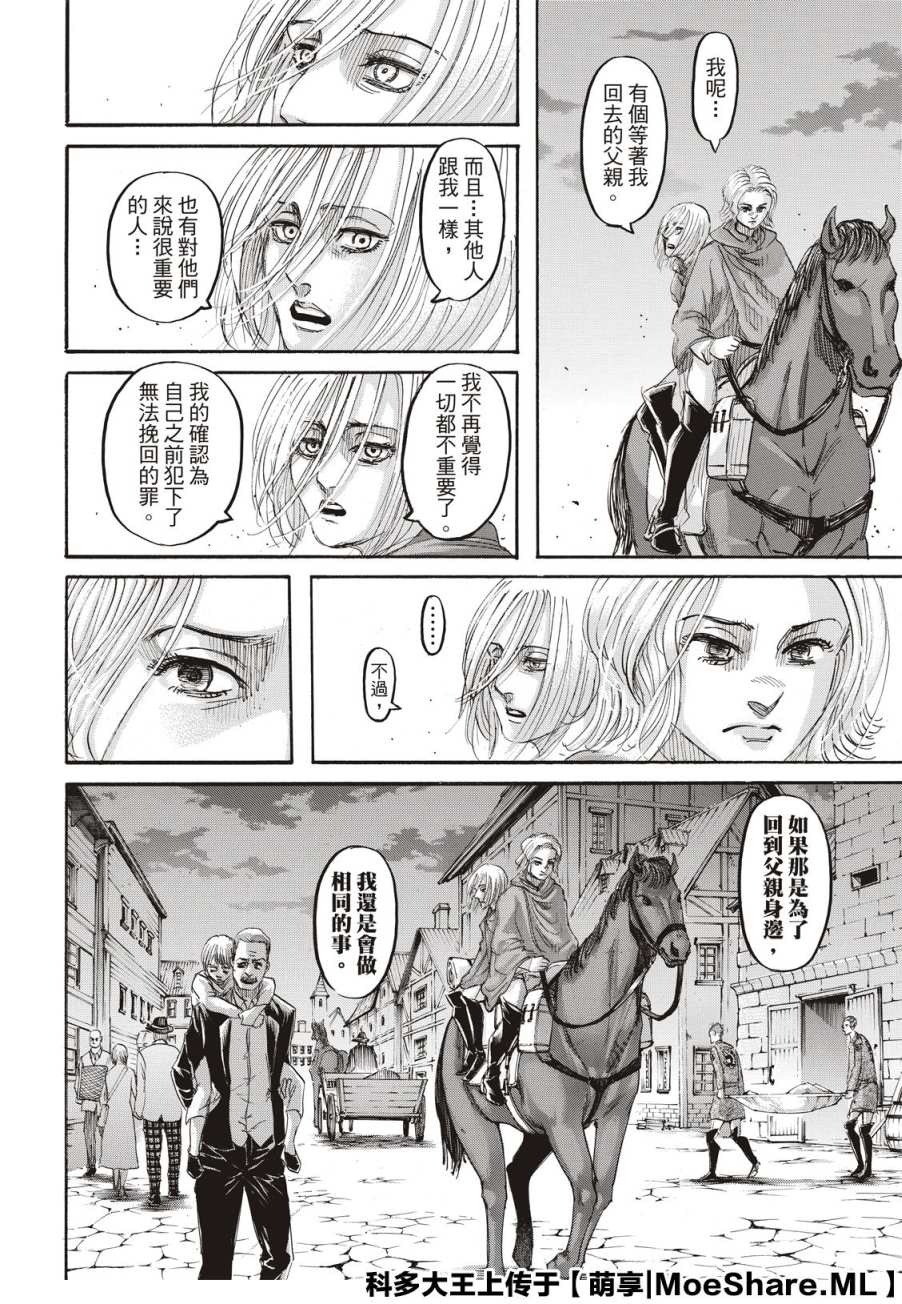 我呢…
有個等著我
回去的父親。
而且…其他人
跟我一樣，
也有對他們
來說很重要
的人…
我不再覺得
一切都不重要了。
我的確認為
自己之前犯下了
無法挽回的罪。
……
不過，
如果那是為了
回到父親身邊，
我還是會做
相同的事。
科多大王上传于【萌享|MoeShare.ML】